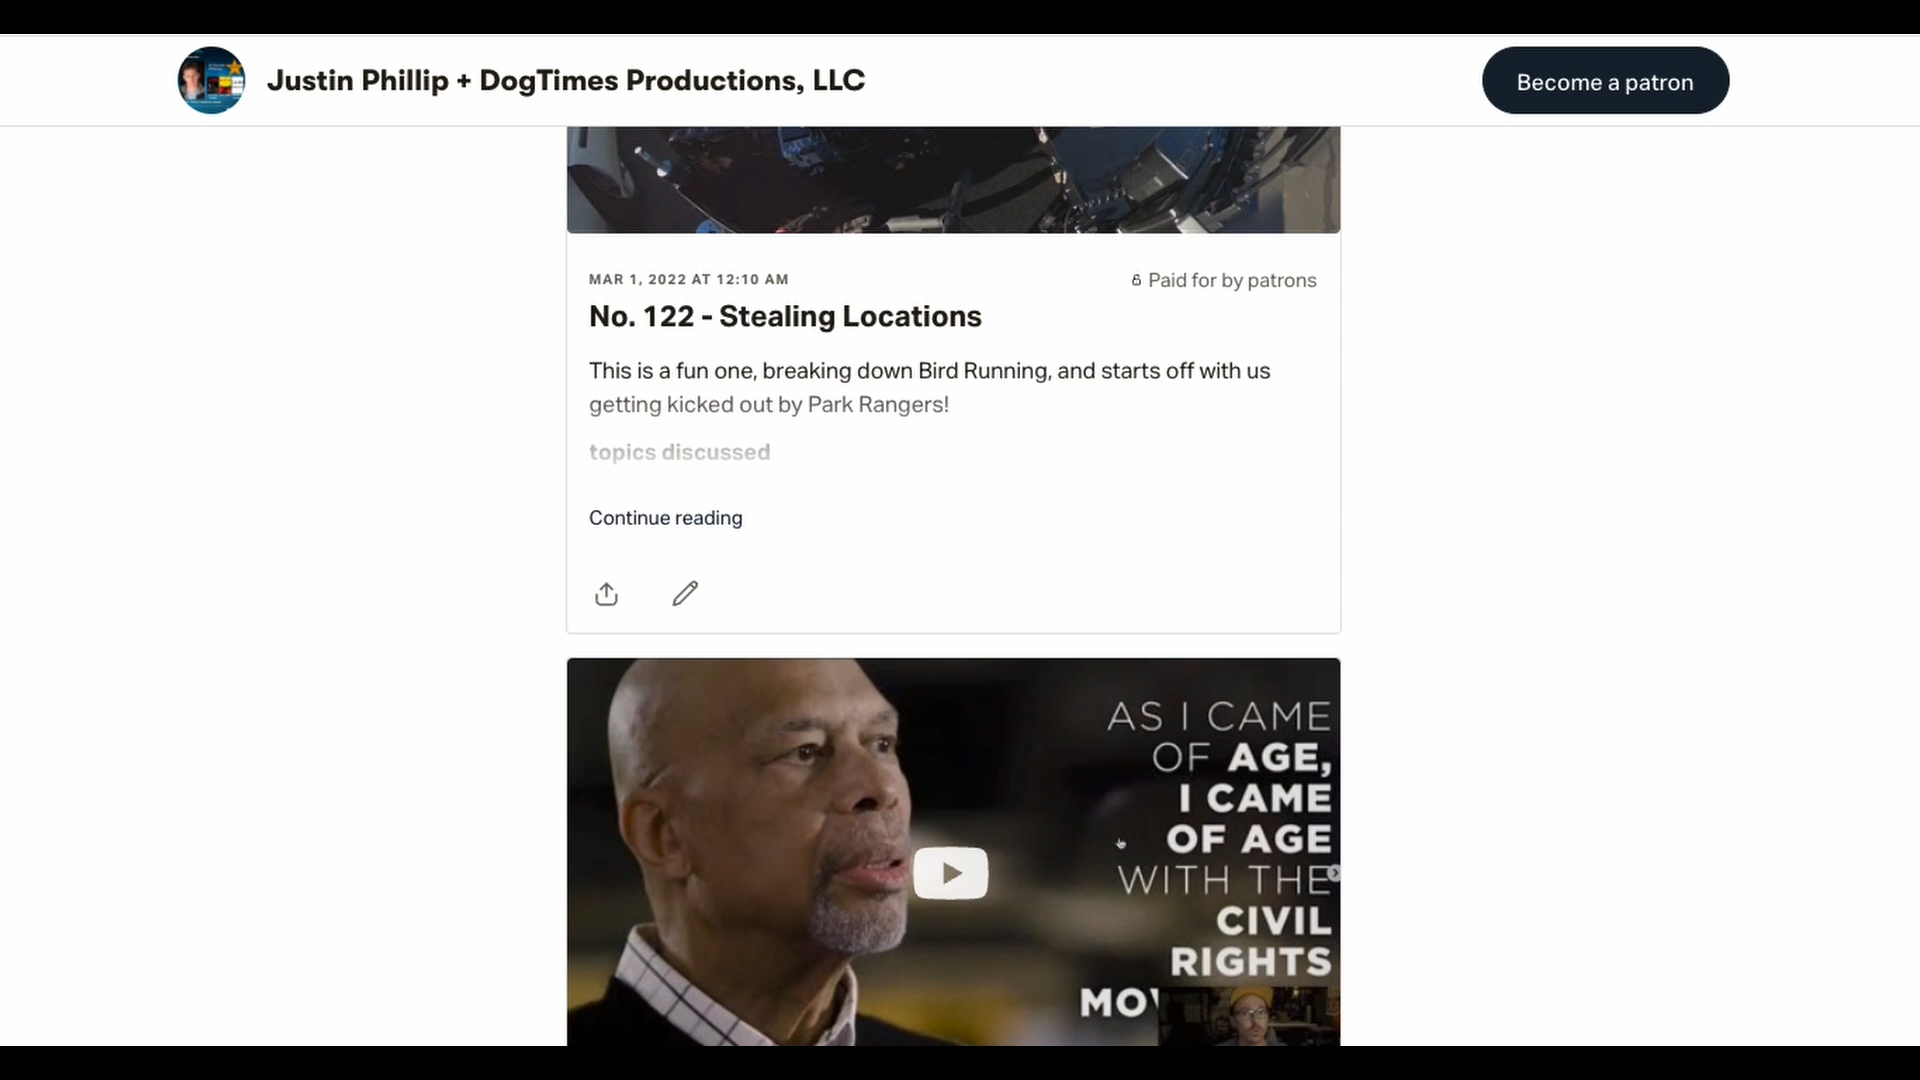 Justin Phillip + DogTimes Productions, LLC
Become a patron
MAR 1, 2022 AT 12:10 AM
Paid for by patrons
No. 122 - Stealing Locations
This is a fun one, breaking down Bird Running, and starts off with us
getting kicked out by Park Rangers!
topics discussed
Continue reading
AS I CAME
OF AGE,
I CAME
OF AGE
WITH THE
CIVIL
RIGHTS
MOV